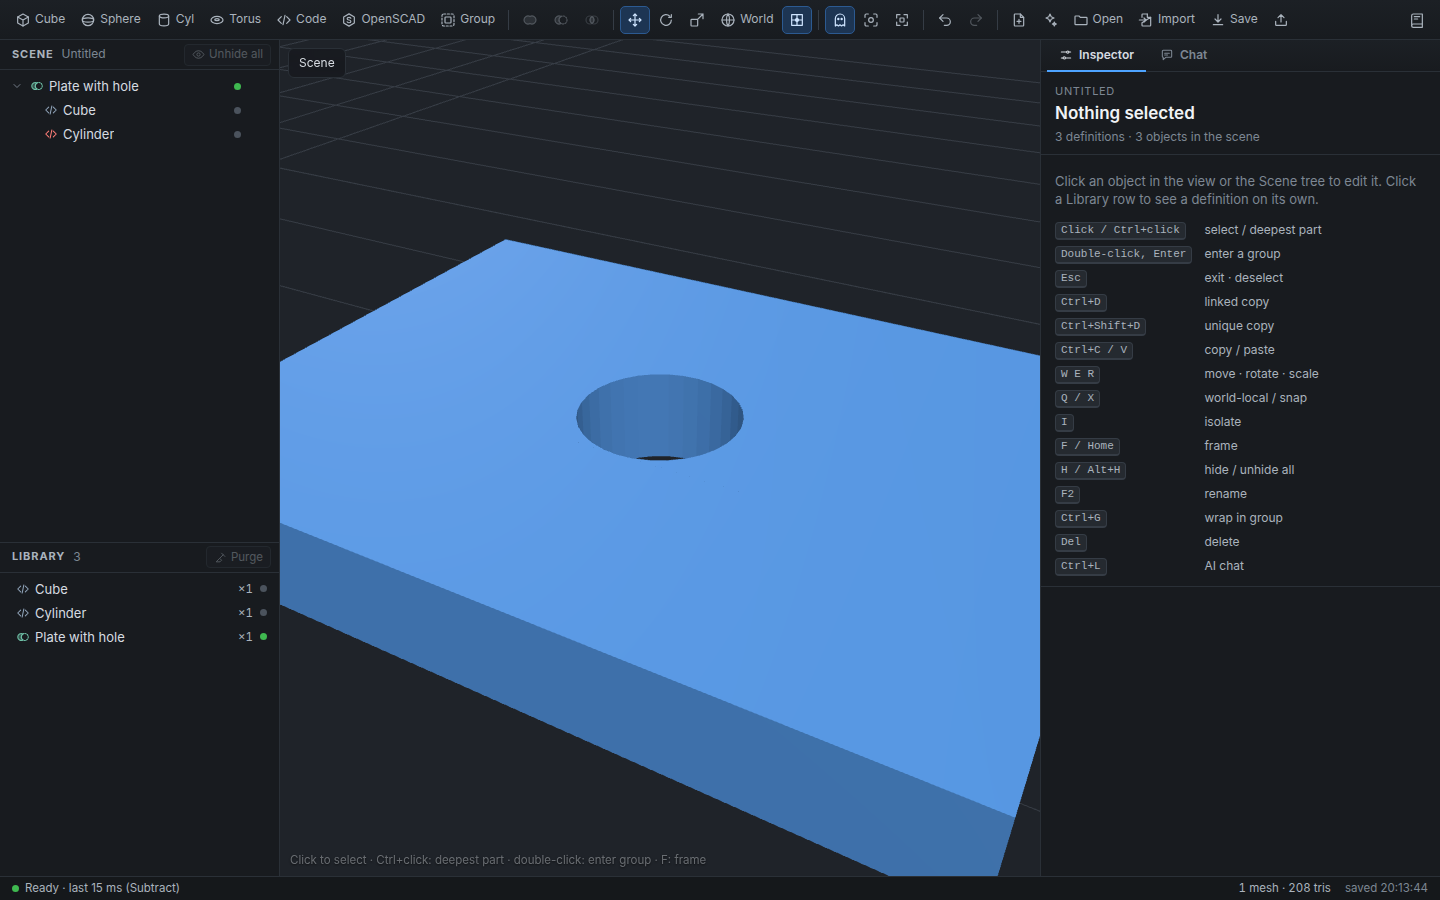 Cube Sphere Cyl Torus Code OpenSCAD Group World Open Import Save
SCENE Untitled Unhide all
Plate with hole
Cube
Cylinder
LIBRARY 3 Purge
Cube ×1
Cylinder ×1
Plate with hole ×1
Scene
Click to select · Ctrl+click: deepest part · double-click: enter group · F: frame
Inspector Chat
UNTITLED
Nothing selected
3 definitions · 3 objects in the scene
Click an object in the view or the Scene tree to edit it. Click
a Library row to see a definition on its own.
Click / Ctrl+click select / deepest part
Double-click, Enter enter a group
Esc exit · deselect
Ctrl+D linked copy
Ctrl+Shift+D unique copy
Ctrl+C / V copy / paste
W E R move · rotate · scale
Q / X world-local / snap
I isolate
F / Home frame
H / Alt+H hide / unhide all
F2 rename
Ctrl+G wrap in group
Del delete
Ctrl+L AI chat
Ready · last 15 ms (Subtract) 1 mesh · 208 tris saved 20:13:44